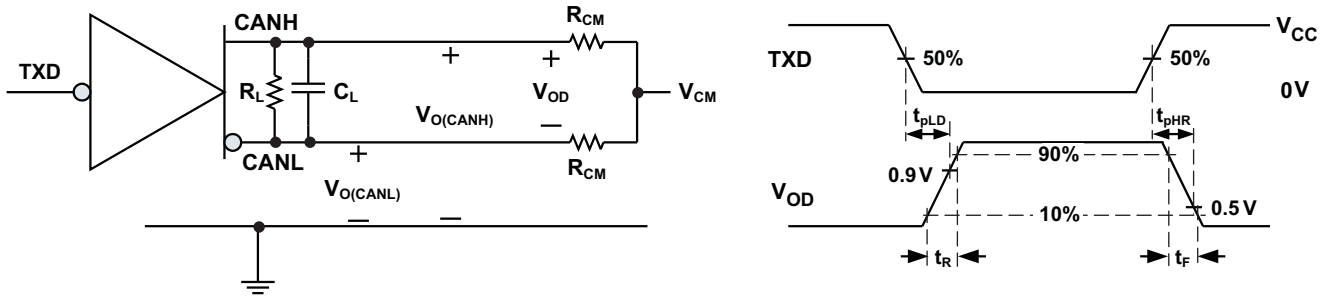 CANH
R_CM
TXD
R_L
C_L
V_OD
V_CM
V_O(CANH)
CANL
R_CM
V_O(CANL)
TXD
50%
50%
V_CC
0 V
t_pLD
t_pHR
90%
0.9 V
V_OD
10%
0.5 V
t_R
t_F